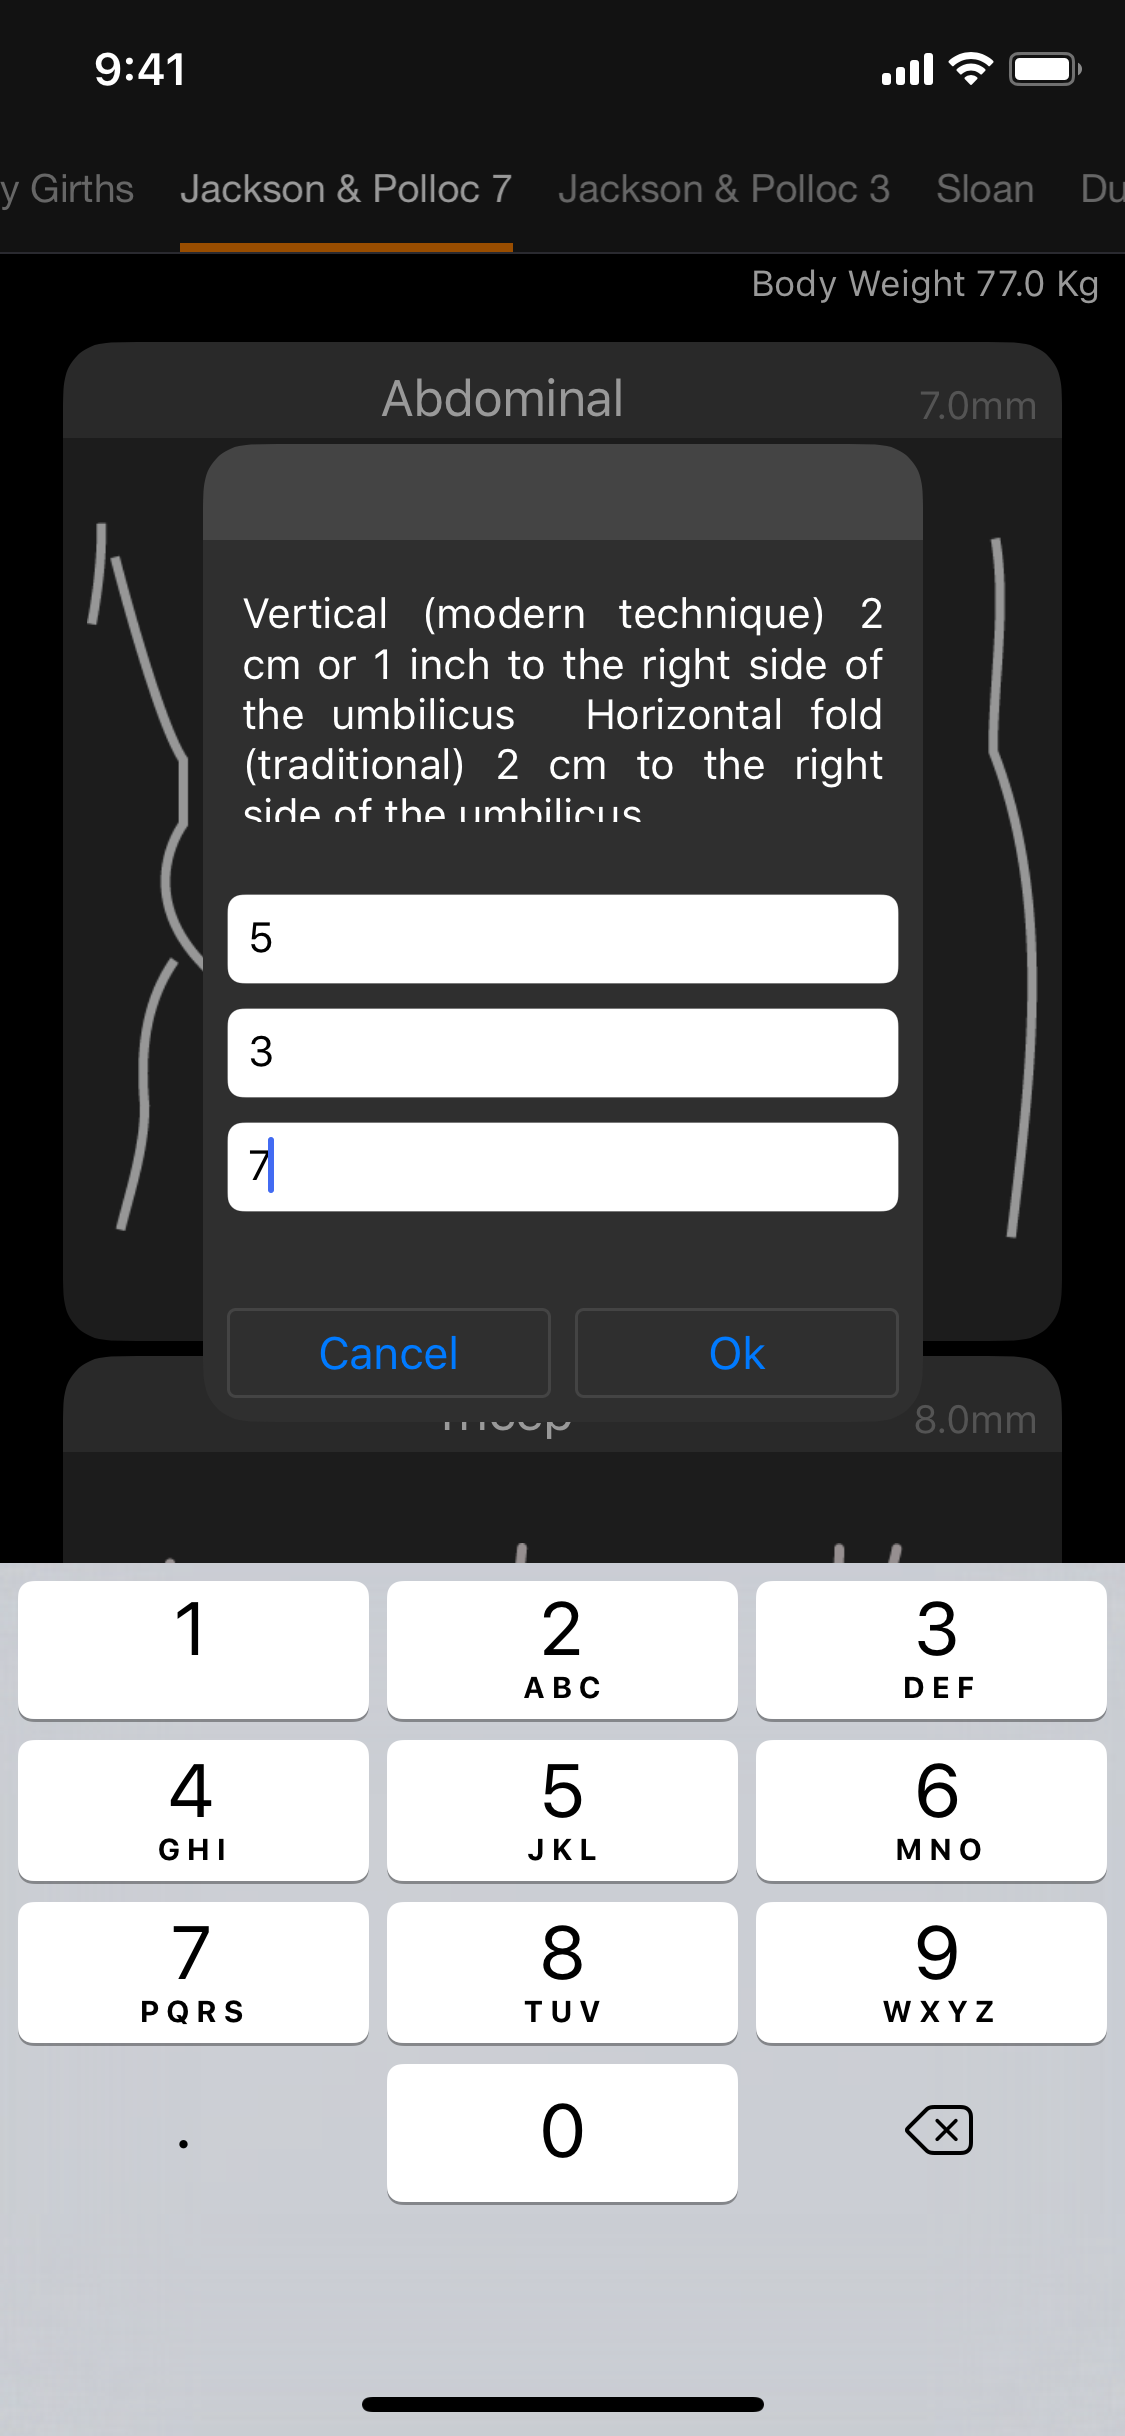 9:41
y Girths Jackson & Polloc 7 Jackson & Polloc 3 Sloan Du
Body Weight 77.0 Kg
Abdominal 7.0mm
Vertical (modern technique) 2
cm or 1 inch to the right side of
the umbilicus Horizontal fold
(traditional) 2 cm to the right
side of the umbilicus
5
3
7
Cancel Ok
8.0mm
1 2 3
ABC DEF
4 5 6
GHI JKL MNO
7 8 9
PQRS TUV WXYZ
. 0